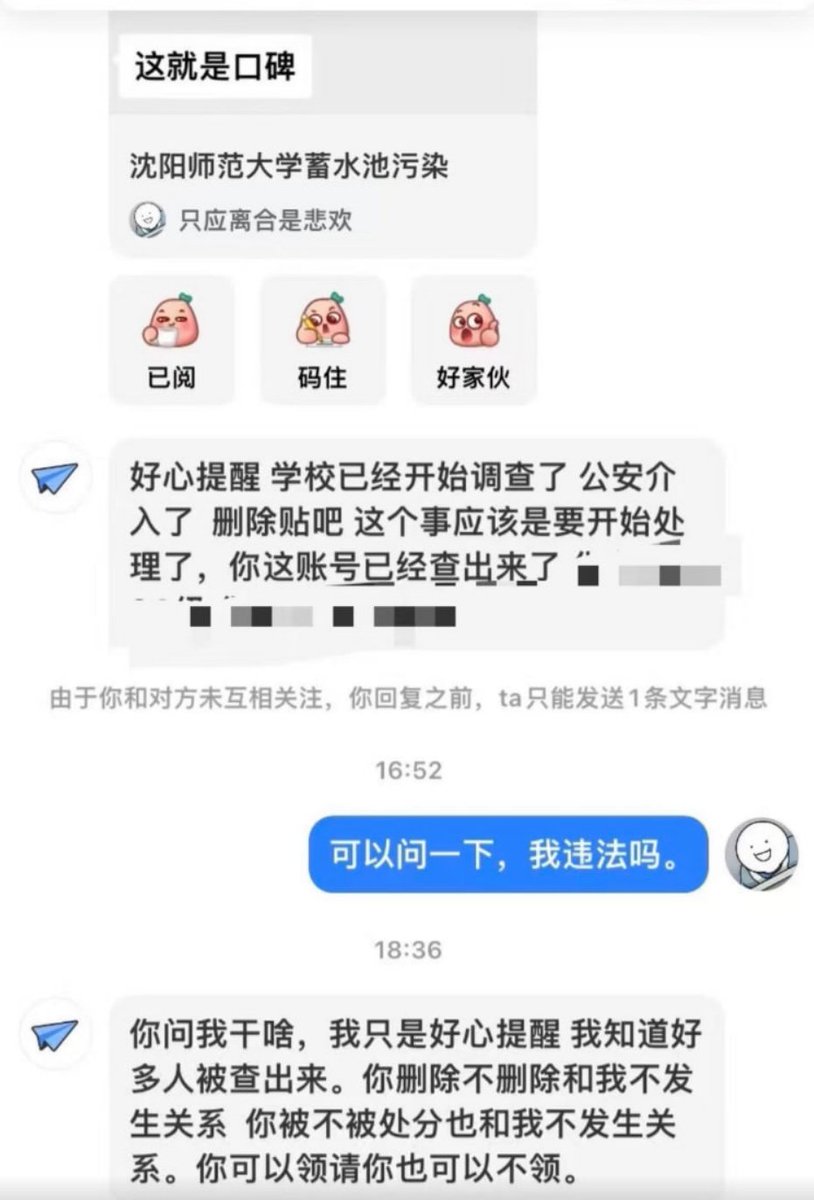 这就是口碑
沈阳师范大学蓄水池污染
只应离合是悲欢
已阅
码住
好家伙
好心提醒 学校已经开始调查了 公安介
入了 删除贴吧 这个事应该是要开始处
理了，你这账号已经查出来了
由于你和对方未互相关注，你回复之前，ta只能发送1条文字消息
16:52
可以问一下，我违法吗。
18:36
你问我干啥，我只是好心提醒 我知道好
多人被查出来。你删除不删除和我不发
生关系 你被不被处分也和我不发生关
系。你可以领请你也可以不领。